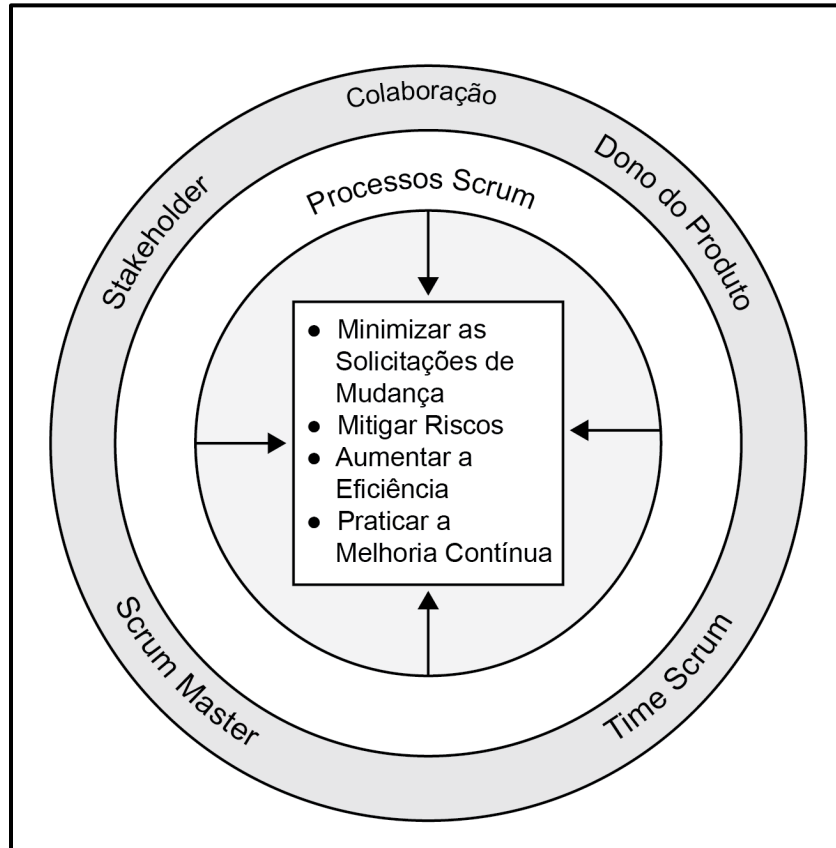 Colaboração
Stakeholder
Dono do Produto
Processos Scrum
● Minimizar as
Solicitações de
Mudança
● Mitigar Riscos
● Aumentar a
Eficiência
● Praticar a
Melhoria Contínua
Scrum Master
Time Scrum